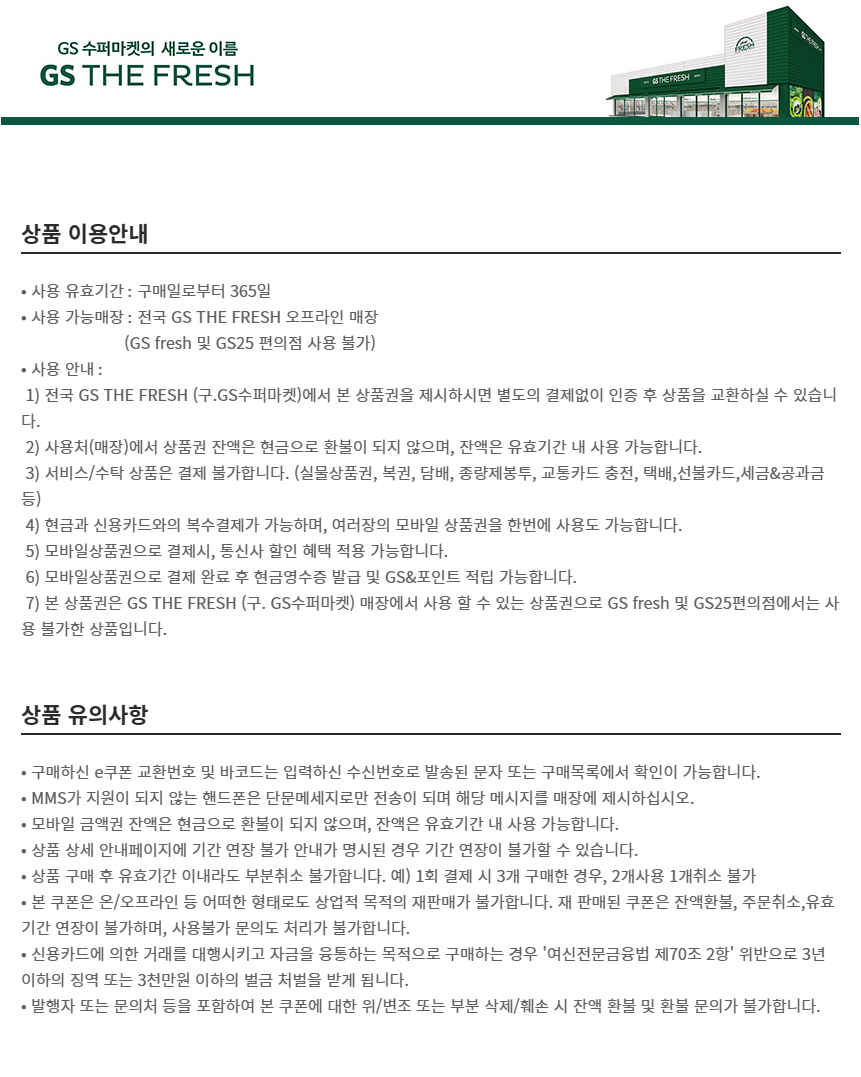 GS 수퍼마켓의 새로운 이름
GS THE FRESH
FRESH
GS THE FRESH
상품 이용안내
• 사용 유효기간 : 구매일로부터 365일
• 사용 가능매장 : 전국 GS THE FRESH 오프라인 매장
(GS fresh 및 GS25 편의점 사용 불가)
• 사용 안내 :
1) 전국 GS THE FRESH (구.GS수퍼마켓)에서 본 상품권을 제시하시면 별도의 결제없이 인증 후 상품을 교환하실 수 있습니
다.
2) 사용처(매장)에서 상품권 잔액은 현금으로 환불이 되지 않으며, 잔액은 유효기간 내 사용 가능합니다.
3) 서비스/수탁 상품은 결제 불가합니다. (실물상품권, 복권, 담배, 종량제봉투, 교통카드 충전, 택배,선불카드,세금&공과금
등)
4) 현금과 신용카드와의 복수결제가 가능하며, 여러장의 모바일 상품권을 한번에 사용도 가능합니다.
5) 모바일상품권으로 결제시, 통신사 할인 혜택 적용 가능합니다.
6) 모바일상품권으로 결제 완료 후 현금영수증 발급 및 GS&포인트 적립 가능합니다.
7) 본 상품권은 GS THE FRESH (구. GS수퍼마켓) 매장에서 사용 할 수 있는 상품권으로 GS fresh 및 GS25편의점에서는 사
용 불가한 상품입니다.
상품 유의사항
• 구매하신 e쿠폰 교환번호 및 바코드는 입력하신 수신번호로 발송된 문자 또는 구매목록에서 확인이 가능합니다.
• MMS가 지원이 되지 않는 핸드폰은 단문메세지로만 전송이 되며 해당 메시지를 매장에 제시하십시오.
• 모바일 금액권 잔액은 현금으로 환불이 되지 않으며, 잔액은 유효기간 내 사용 가능합니다.
• 상품 상세 안내페이지에 기간 연장 불가 안내가 명시된 경우 기간 연장이 불가할 수 있습니다.
• 상품 구매 후 유효기간 이내라도 부분취소 불가합니다. 예) 1회 결제 시 3개 구매한 경우, 2개사용 1개취소 불가
• 본 쿠폰은 온/오프라인 등 어떠한 형태로도 상업적 목적의 재판매가 불가합니다. 재 판매된 쿠폰은 잔액환불, 주문취소,유효
기간 연장이 불가하며, 사용불가 문의도 처리가 불가합니다.
• 신용카드에 의한 거래를 대행시키고 자금을 융통하는 목적으로 구매하는 경우 '여신전문금융법 제70조 2항' 위반으로 3년
이하의 징역 또는 3천만원 이하의 벌금 처벌을 받게 됩니다.
• 발행자 또는 문의처 등을 포함하여 본 쿠폰에 대한 위/변조 또는 부분 삭제/훼손 시 잔액 환불 및 환불 문의가 불가합니다.